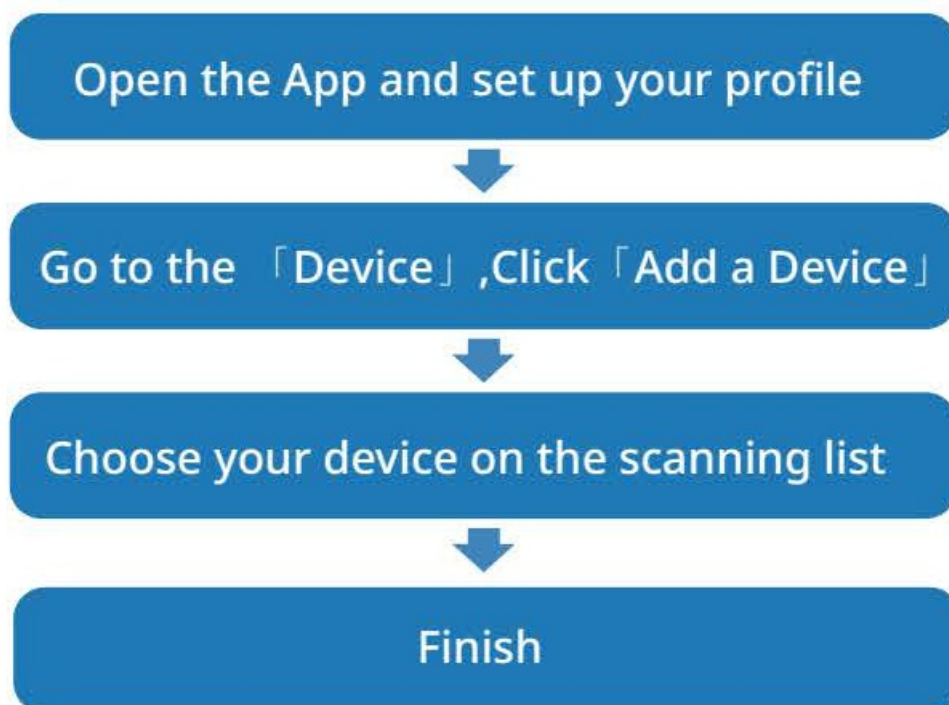 Open the App and set up your profile
Go to the 「Device」 ,Click「Add a Device」
Choose your device on the scanning list
Finish